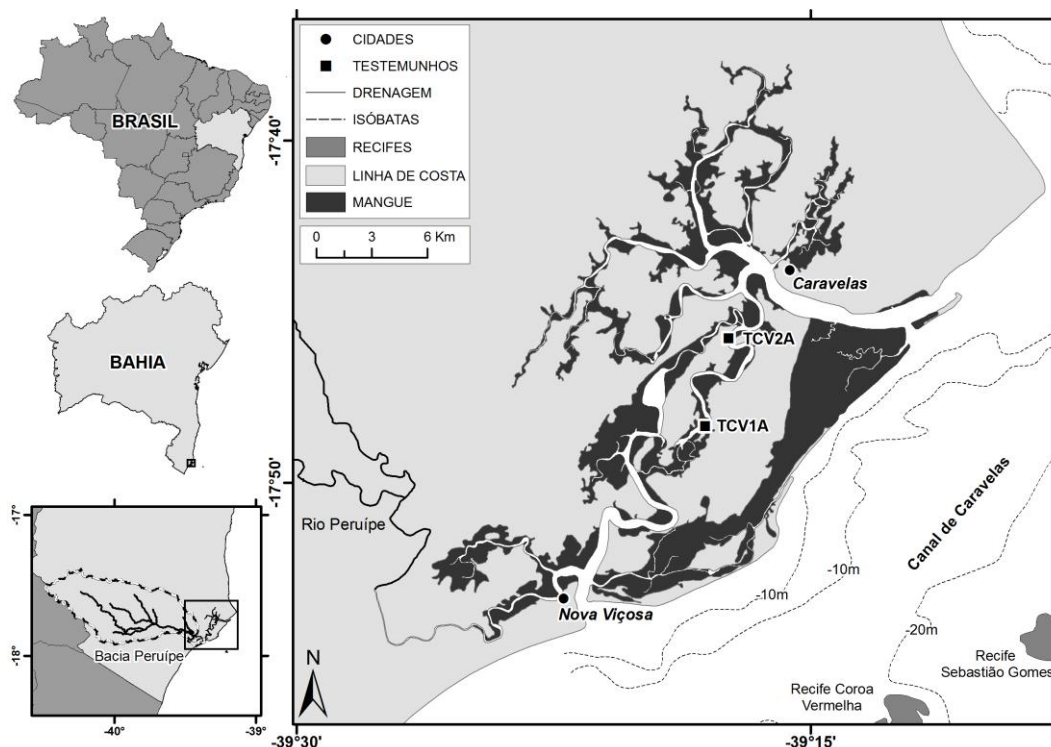 BRASIL
BAHIA
-17°
-18°
Bacia Peruípe
-40°
-39°
CIDADES
TESTEMUNHOS
DRENAGEM
ISÓBATAS
RECIFES
LINHA DE COSTA
MANGUE
0 3 6 Km
-17°40
-17°50
Caravelas
TCV2A
TCV1A
Rio Peruípe
Nova Viçosa
Canal de Caravelas
-10m
-10m
-20m
Recife
Sebastião Gomes
Recife Coroa
Vermelha
N
-39°30
-39°15